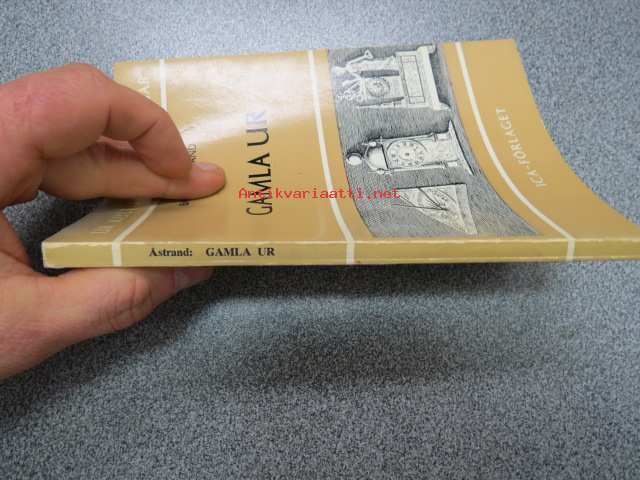 Åstrand: GAMLA UR
GAMLA UR
ICA-FÖRLAGET
Antikvariaatti.net